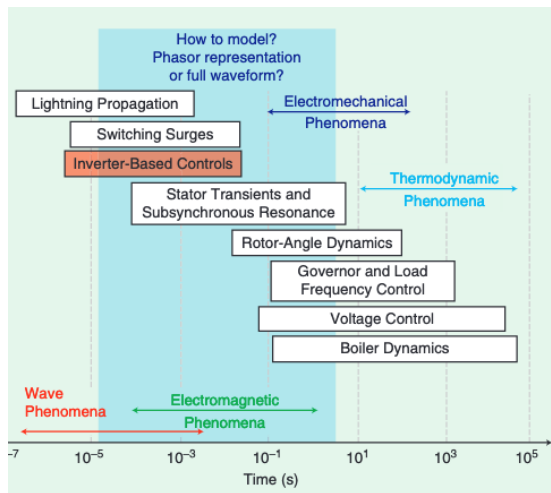 How to model?
Phasor representation
or full waveform?
Lightning Propagation
Electromechanical
Phenomena
Switching Surges
Inverter-Based Controls
Thermodynamic
Phenomena
Stator Transients and
Subsynchronous Resonance
Rotor-Angle Dynamics
Governor and Load
Frequency Control
Voltage Control
Boiler Dynamics
Wave
Phenomena
Electromagnetic
Phenomena
-7 10⁻⁵ 10⁻³ 10⁻¹ 10¹ 10³ 10⁵
Time (s)